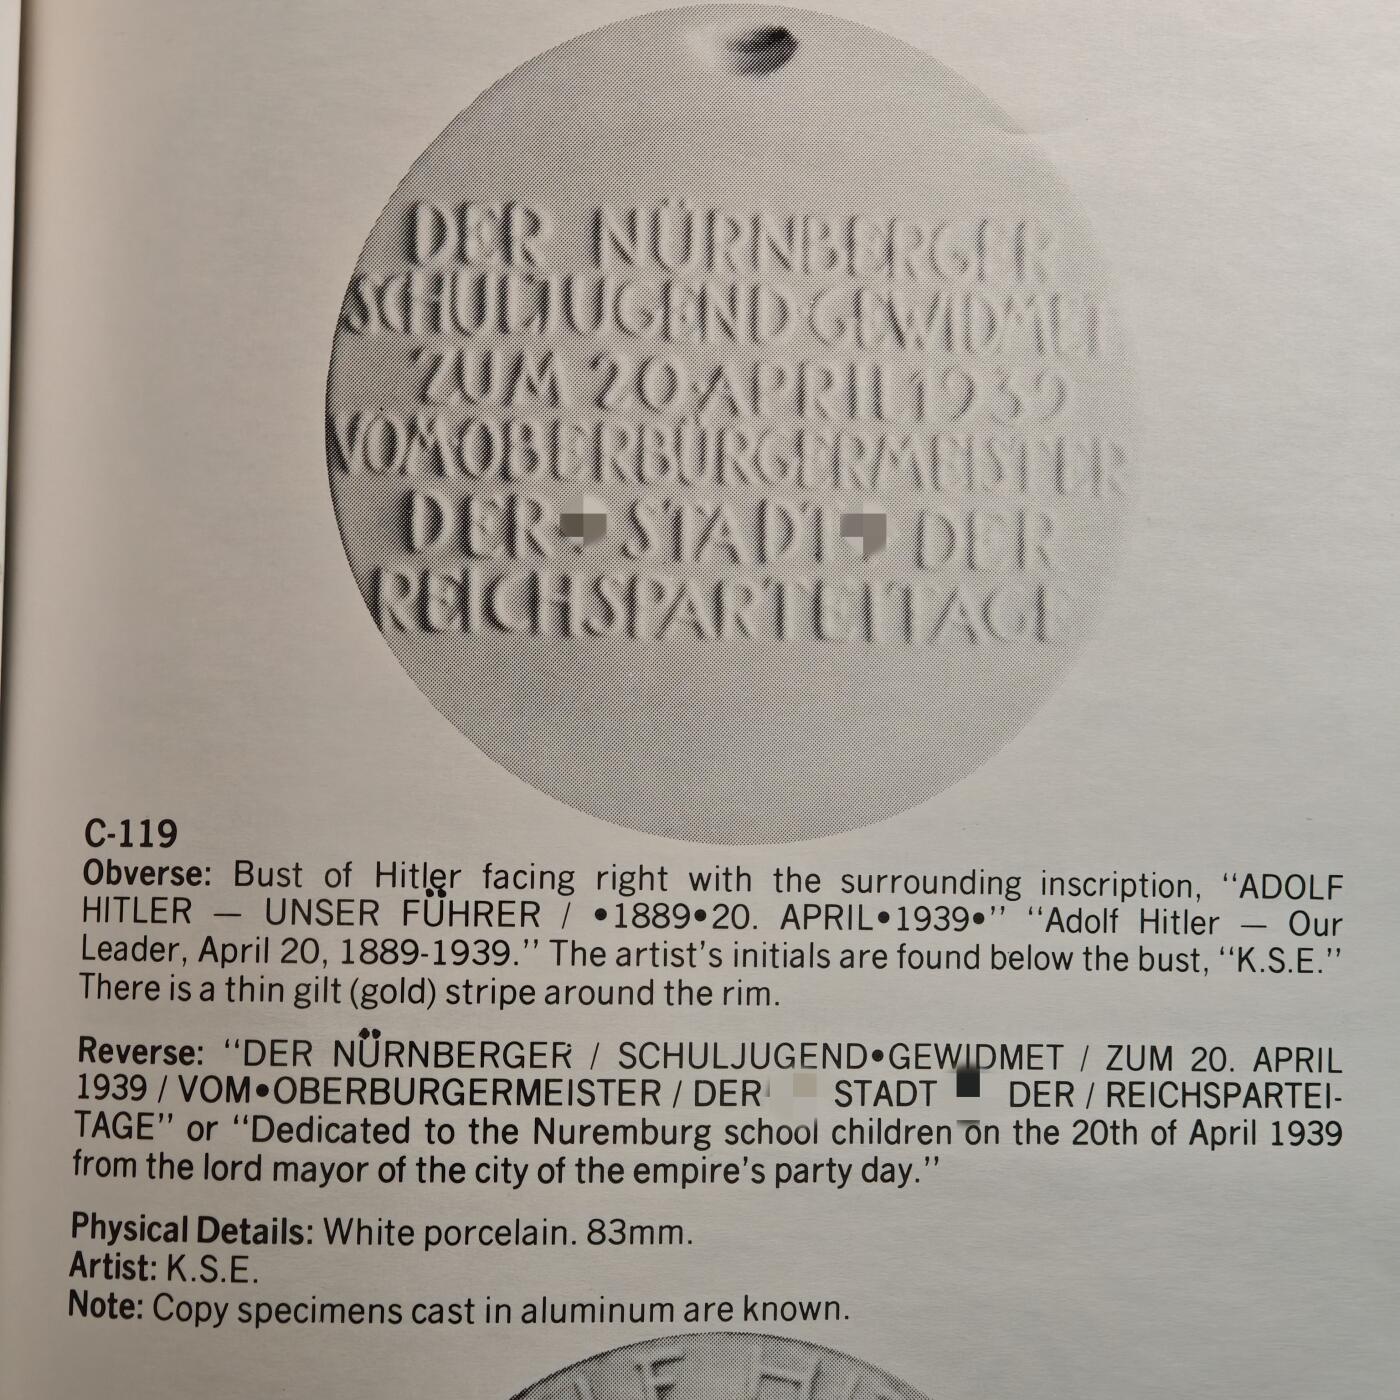 DER NÜRNBERGER
SCHULJUGEND GEWIDMET
ZUM 20 APRIL 1939
VOM OBERBÜRGERMEISTER
DER STADT DER
REICHSPARTEITAGE
C-119
Obverse: Bust of Hitler facing right with the surrounding inscription, “ADOLF
HITLER — UNSER FÜHRER / •1889•20. APRIL•1939•” “Adolf Hitler — Our
Leader, April 20, 1889-1939.” The artist’s initials are found below the bust, “K.S.E.”
There is a thin gilt (gold) stripe around the rim.
Reverse: “DER NÜRNBERGER / SCHULJUGEND•GEWIDMET / ZUM 20. APRIL
1939 / VOM•OBERBURGERMEISTER / DER STADT DER / REICHSPARTEI-
TAGE” or “Dedicated to the Nuremburg school children on the 20th of April 1939
from the lord mayor of the city of the empire’s party day.”
Physical Details: White porcelain. 83mm.
Artist: K.S.E.
Note: Copy specimens cast in aluminum are known.